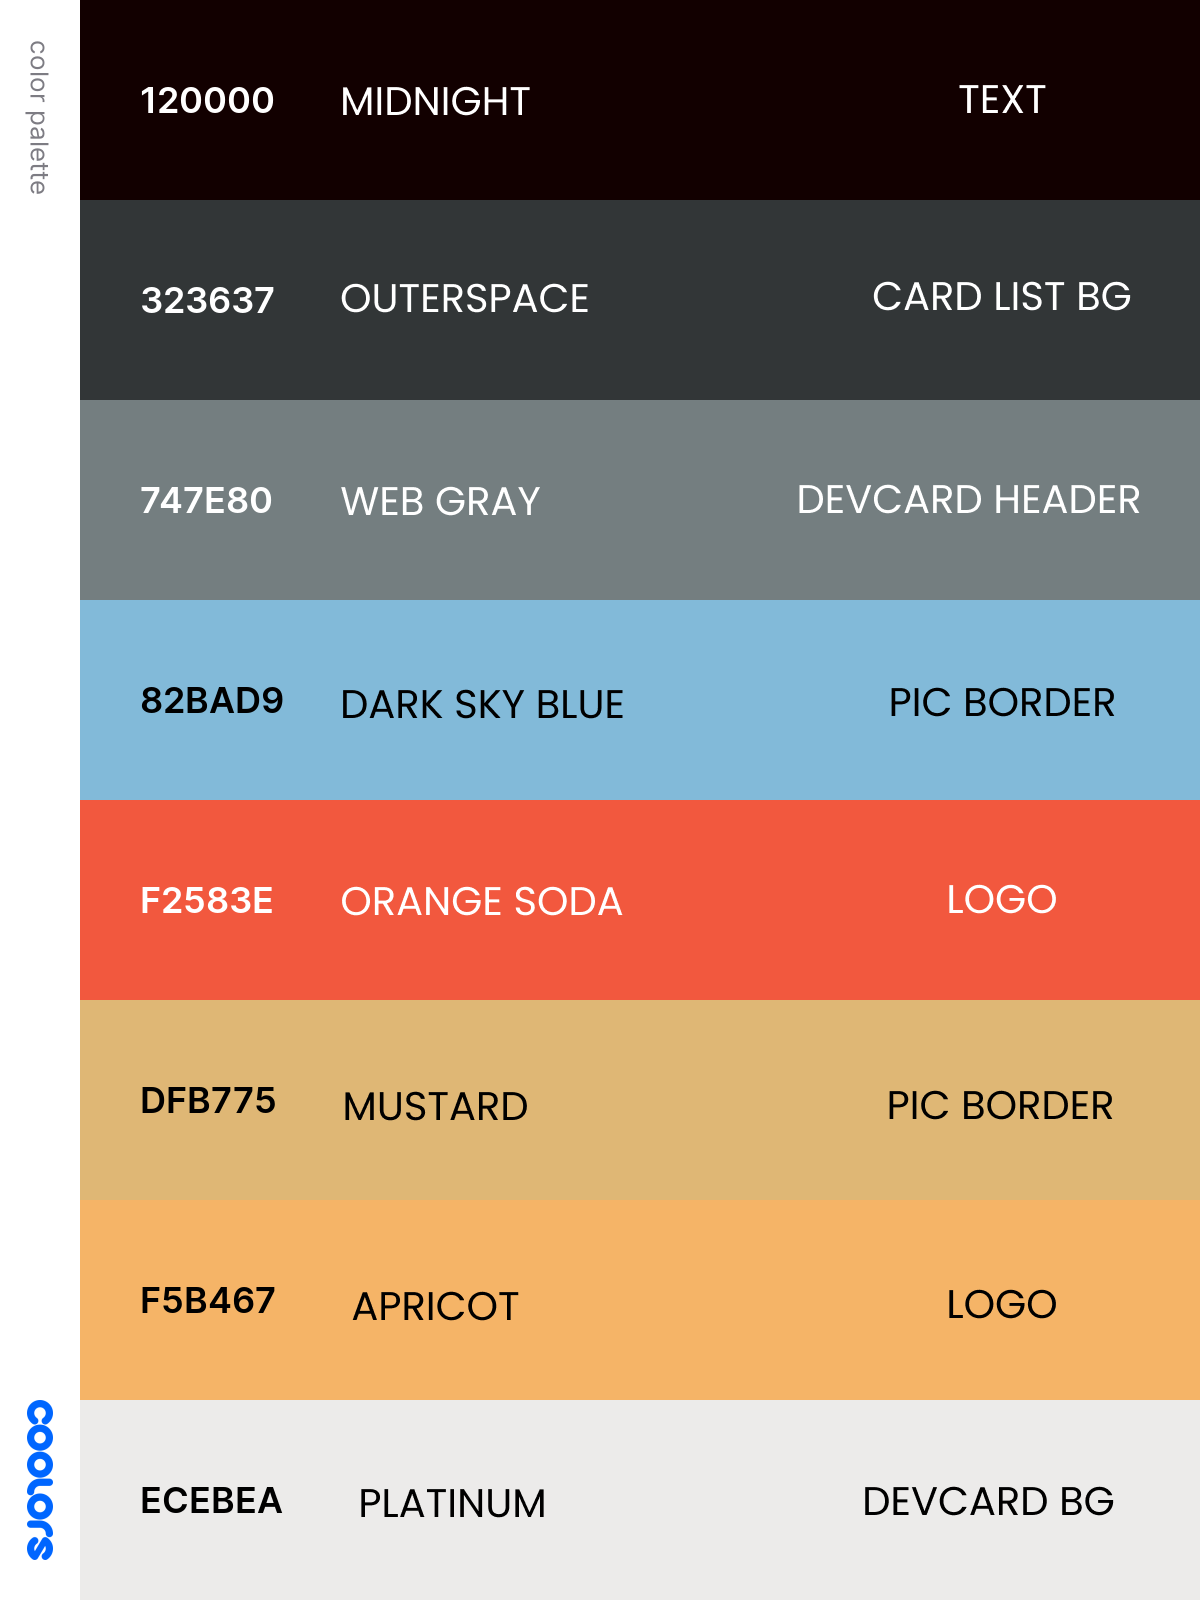 color palette
120000 MIDNIGHT TEXT
323637 OUTERSPACE CARD LIST BG
747E80 WEB GRAY DEVCARD HEADER
82BAD9 DARK SKY BLUE PIC BORDER
F2583E ORANGE SODA LOGO
DFB775 MUSTARD PIC BORDER
F5B467 APRICOT LOGO
ECEBEA PLATINUM DEVCARD BG
coolors